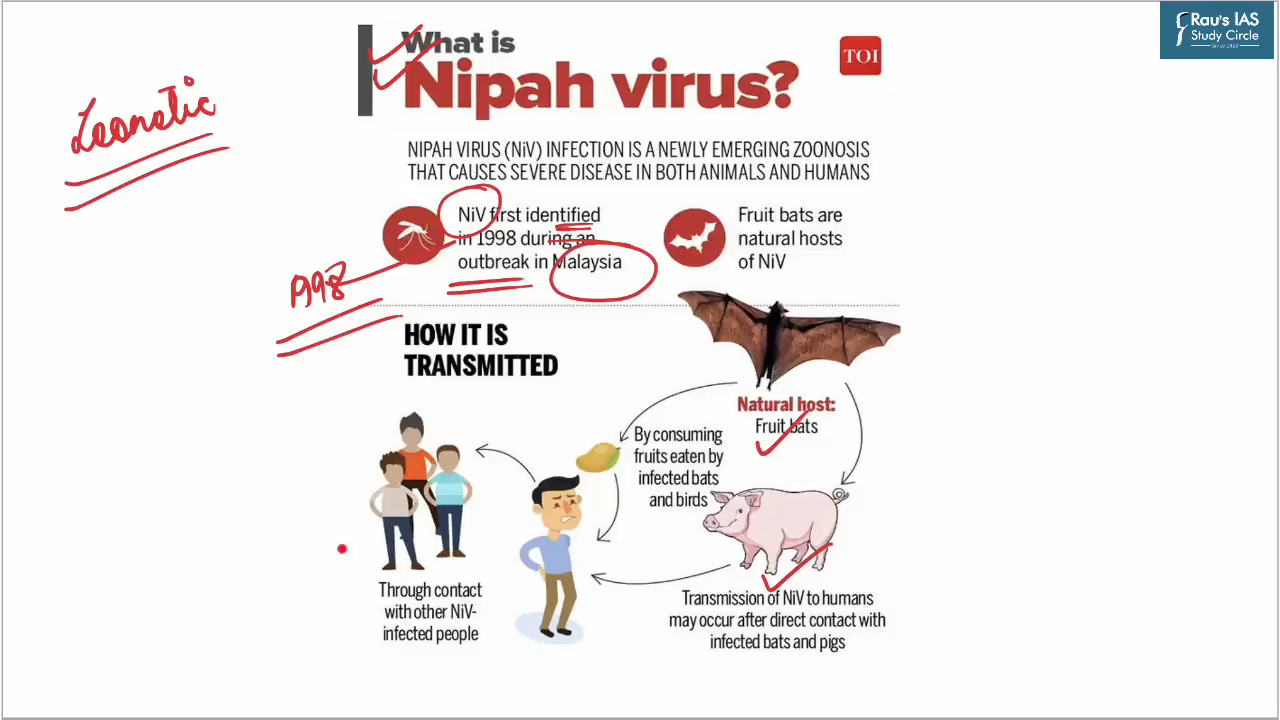 Rau's IAS
Study Circle
Since 1953
What is
Nipah virus?
TOI
Zoonotic
NIPAH VIRUS (NiV) INFECTION IS A NEWLY EMERGING ZOONOSIS
THAT CAUSES SEVERE DISEASE IN BOTH ANIMALS AND HUMANS
NiV first identified
in 1998 during an
outbreak in Malaysia
Fruit bats are
natural hosts
of NiV
1998
HOW IT IS
TRANSMITTED
Natural host:
Fruit bats
By consuming
fruits eaten by
infected bats
and birds
Through contact
with other NiV-
infected people
Transmission of NiV to humans
may occur after direct contact with
infected bats and pigs